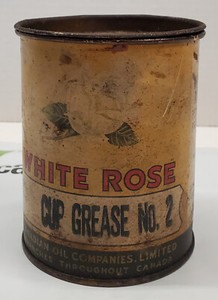 WHITE ROSE
CUP GREASE No. 2
OIL COMPANIES, LIMITED
THROUGHOUT CANADA